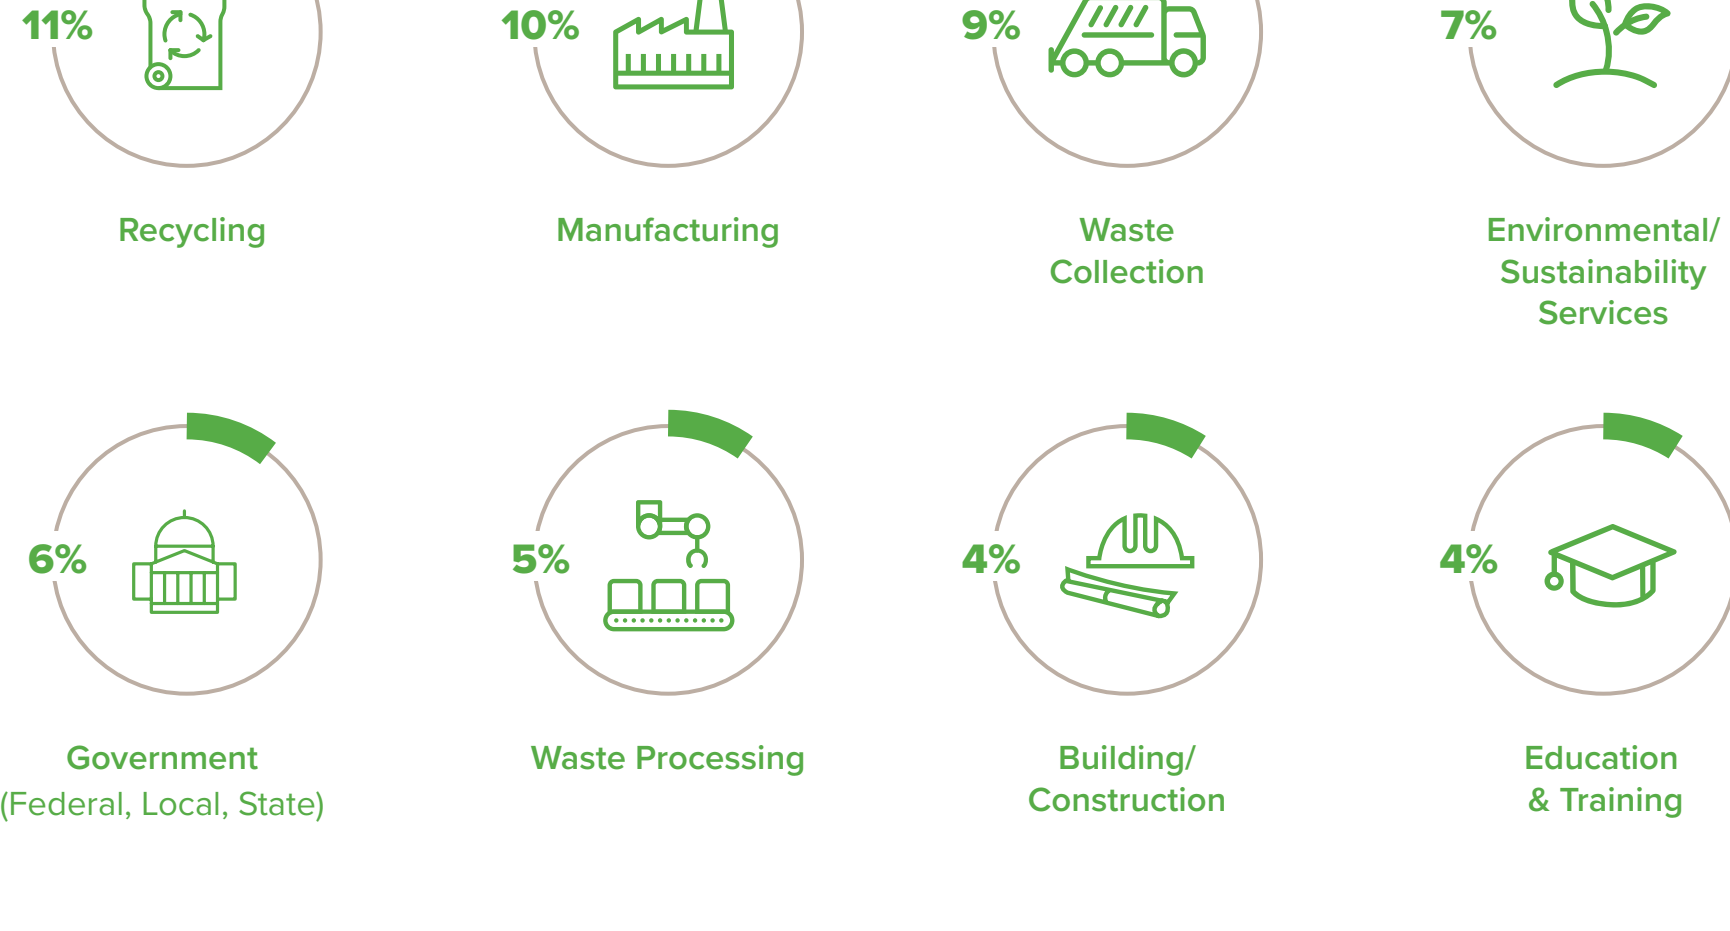 11%
10%
9%
7%
Recycling
Manufacturing
Waste
Collection
Environmental/
Sustainability
Services
6%
5%
4%
4%
Government
(Federal, Local, State)
Waste Processing
Building/
Construction
Education
& Training